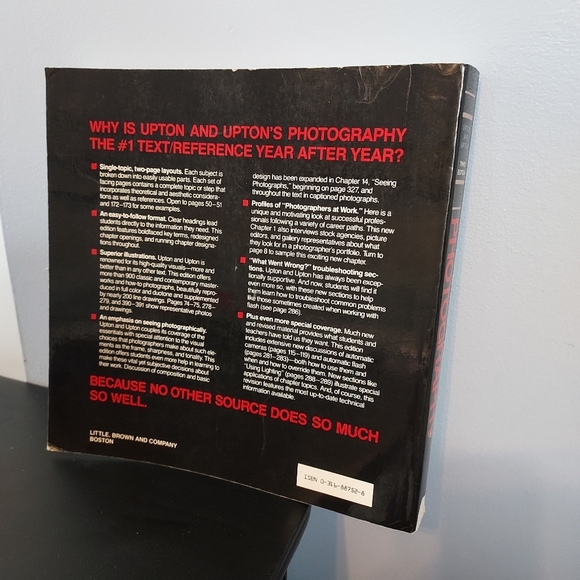 WHY IS UPTON AND UPTON'S PHOTOGRAPHY
THE #1 TEXT/REFERENCE YEAR AFTER YEAR?
Single-topic, two-page layouts. Each subject is
broken down into easily usable parts. Each set of
facing pages contains a complete topic or step that
incorporates theoretical and aesthetic considera-
tions as well as references. Open to pages 50–51
and 172–73 for some examples.
An easy-to-follow format. Clear headings lead
students directly to the information they need. This
edition features boldfaced key terms, redesigned
chapter openings, and running chapter designa-
tions throughout.
Superior illustrations. Upton and Upton is
renowned for its high-quality visuals—more and
better than in any other text. This edition offers
more than 900 classic and contemporary master-
works and how-to photographs, beautifully repro-
duced in full color and duotone and supplemented
by nearly 200 line drawings. Pages 74–75, 278–
279, and 390–391 show representative photos
and drawings.
An emphasis on seeing photographically.
Upton and Upton couples its coverage of the
essentials with special attention to the visual
choices that photographers make about such ele-
ments as the frame, sharpness, and tonality. This
edition offers students even more help in learning to
make these vital yet subjective decisions about
their work. Discussion of composition and basic
design has been expanded in Chapter 14, "Seeing
Photographs," beginning on page 327, and
throughout the text in captioned photographs.
Profiles of "Photographers at Work." Here is a
unique and motivating look at successful profes-
sionals following a variety of career paths. This new
Chapter 1 also interviews stock agencies, picture
editors, and gallery representatives about what
they look for in a photographer's portfolio. Turn to
page 8 to sample this exciting new chapter.
"What Went Wrong?" troubleshooting sec-
tions. Upton and Upton has always been excep-
tionally supportive. And now, students will find it
even more so, with these new sections to help
them learn how to troubleshoot common problems
like those sometimes created when working with
flash (see page 286).
Plus even more special coverage. Much new
and revised material provides what students and
teachers have told us they want. This edition
includes extensive new discussions of automatic
cameras (pages 115–119) and automatic flash
(pages 281–283)—both how to use them and
when and how to override them. New sections like
"Using Lighting" (pages 288–289) illustrate special
applications of chapter topics. And, of course, this
revision features the most up-to-date technical
information available.
BECAUSE NO OTHER SOURCE DOES SO MUCH
SO WELL.
LITTLE, BROWN AND COMPANY
BOSTON
ISBN 0-316-88752-6